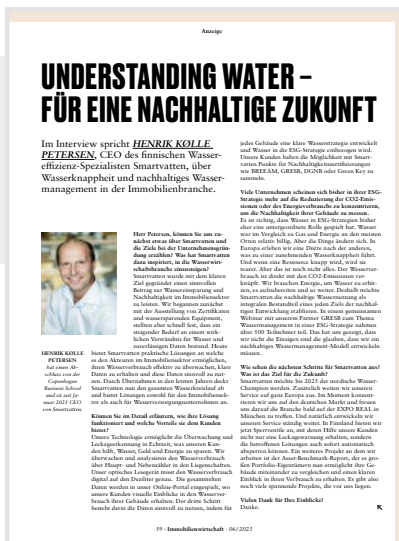 Anzeige
UNDERSTANDING WATER –
FÜR EINE NACHHALTIGE ZUKUNFT
Im Interview spricht HENRIK KØLLE
PETERSEN, CEO des finnischen Wasser-
effizienz-Spezialisten Smartvatten, über
Wasserknappheit und nachhaltiges Wasser-
management in der Immobilienbranche.
HENRIK KØLLE
PETERSEN
hat einen Ab-
schluss von der
Copenhagen
Business School
und ist seit Ja-
nuar 2023 CEO
von Smartvatten.
Herr Petersen, können Sie uns zu-
nächst etwas über Smartvatten und
die Ziele bei der Unternehmensgrün-
dung erzählen? Was hat Smartvatten
dazu inspiriert, in die Wasserwirt-
schaftsbranche einzusteigen?
Smartvatten wurde mit dem klaren
Ziel gegründet einen sinnvollen
Beitrag zur Wassereinsparung und
Nachhaltigkeit im Immobiliensektor
zu leisten. Wir begannen zunächst
mit der Ausstellung von Zertifikaten
und wassersparenden Equipment,
stellten aber schnell fest, dass ein
steigender Bedarf an einem wirk-
lichen Verständnis für Wasser und
zuverlässigen Daten bestand. Heute
bietet Smartvatten praktische Lösungen an welche
es den Akteuren im Immobiliensektor ermöglichen,
ihren Wasserverbrauch effektiv zu überwachen, klare
Daten zu erhalten und diese Daten sinnvoll zu nut-
zen. Durch Übernahmen in den letzten Jahren deckt
Smartvatten nun den gesamten Wasserkreislauf ab
und bietet Lösungen sowohl für den Immobiliensek-
tor als auch für Wasserversorgungsunternehmen an.
Können Sie im Detail erläutern, wie ihre Lösung
funktioniert und welche Vorteile sie dem Kunden
bietet?
Unsere Technologie ermöglicht die Überwachung und
Leckageerkennung in Echtzeit, was unseren Kun-
den hilft, Wasser, Geld und Energie zu sparen. Wir
überwachen und analysieren den Wasserverbrauch
über Haupt- und Nebenzähler in den Liegenschaften.
Unser optisches Lesegerät misst den Wasserverbrauch
digital auf den Deziliter genau. Die gesammelten
Daten werden in unser Online-Portal eingespielt, wo
unsere Kunden visuelle Einblicke in den Wasserver-
brauch ihrer Gebäude erhalten. Der dritte Schritt
besteht darin die Daten sinnvoll zu nutzen, indem für
jedes Gebäude eine klare Wasserstrategie entwickelt
und Wasser in die ESG-Strategie einbezogen wird.
Unsere Kunden haben die Möglichkeit mit Smart-
vatten Punkte für Nachhaltigkeitszertifizierungen
wie BREEAM, GRESB, DGNB oder Green Key zu
sammeln.
Viele Unternehmen scheinen sich bisher in ihrer ESG-
Strategie mehr auf die Reduzierung der CO2-Emis-
sionen oder des Energieverbrauchs zu konzentrieren,
um die Nachhaltigkeit ihrer Gebäude zu messen.
Es ist richtig, dass Wasser in ESG-Strategien bisher
eher eine untergeordnete Rolle gespielt hat. Wasser
war im Vergleich zu Gas und Energie an den meisten
Orten relativ billig. Aber die Dinge ändern sich. In
Europa erleben wir eine Dürre nach der anderen,
was zu einer zunehmenden Wasserknappheit führt.
Und wenn eine Ressource knapp wird, wird sie
teurer. Aber das ist noch nicht alles. Der Wasserver-
brauch ist direkt mit den CO2-Emissionen ver-
knüpft. Wir brauchen Energie, um Wasser zu erhit-
zen, es aufzubereiten und so weiter. Deshalb möchte
Smartvatten die nachhaltige Wassernutzung als
integralen Bestandteil eines jeden Ziels der nachhal-
tigen Entwicklung etablieren. In einem gemeinsamen
Webinar mit unserem Partner GRESB zum Thema
Wassermanagement in einer ESG-Strategie nahmen
über 500 Teilnehmer teil. Das hat uns gezeigt, dass
wir nicht die Einzigen sind die glauben, dass wir ein
nachhaltiges Wassermanagement-Modell entwickeln
müssen.
Wie sehen die nächsten Schritte für Smartvatten aus?
Was ist das Ziel für die Zukunft?
Smartvatten möchte bis 2025 der nordische Wasser-
Champion werden. Zusätzlich weiten wir unseren
Service auf ganz Europa aus. Im Moment konzent-
rieren wir uns auf den deutschen Markt und freuen
uns darauf die Branche bald auf der EXPO REAL in
München zu treffen. Und natürlich entwickeln wir
unseren Service ständig weiter. In Finnland bieten wir
jetzt Sperrventile an, mit deren Hilfe unsere Kunden
nicht nur eine Leckagewarnung erhalten, sondern
die betroffenen Leitungen auch sofort automatisch
absperren können. Ein weiteres Projekt an dem wir
arbeiten ist der Asset-Benchmark-Report, der es gro-
ßen Portfolio-Eigentümern nun ermöglicht ihre Ge-
bäude miteinander zu vergleichen und einen klaren
Einblick in ihren Verbrauch zu erhalten. Es gibt also
noch viele spannende Projekte, die vor uns liegen.
Vielen Dank für Ihre Einblicke!
Danke.
39 · Immobilienwirtschaft · 06/2023